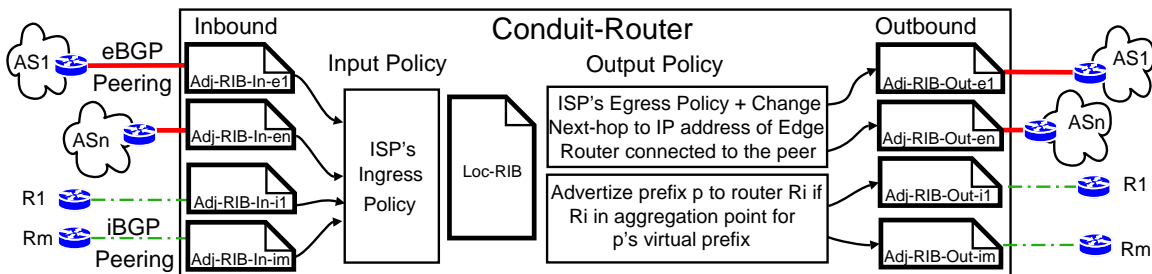 Conduit-Router
Inbound
Outbound
Input Policy
Output Policy
AS1
eBGP
Peering
Adj-RIB-In-e1
ASn
Adj-RIB-In-en
R1
Adj-RIB-In-i1
Rm
iBGP
Peering
Adj-RIB-In-im
ISP's
Ingress
Policy
Loc-RIB
ISP's Egress Policy + Change
Next-hop to IP address of Edge
Router connected to the peer
Advertize prefix p to router Ri if
Ri in aggregation point for
p's virtual prefix
Adj-RIB-Out-e1
AS1
Adj-RIB-Out-en
ASn
Adj-RIB-Out-i1
R1
Adj-RIB-Out-im
Rm